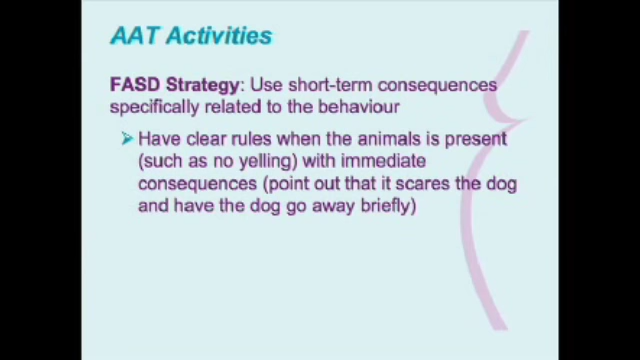 AAT Activities
FASD Strategy: Use short-term consequences
specifically related to the behaviour
Have clear rules when the animals is present
(such as no yelling) with immediate
consequences (point out that it scares the dog
and have the dog go away briefly)